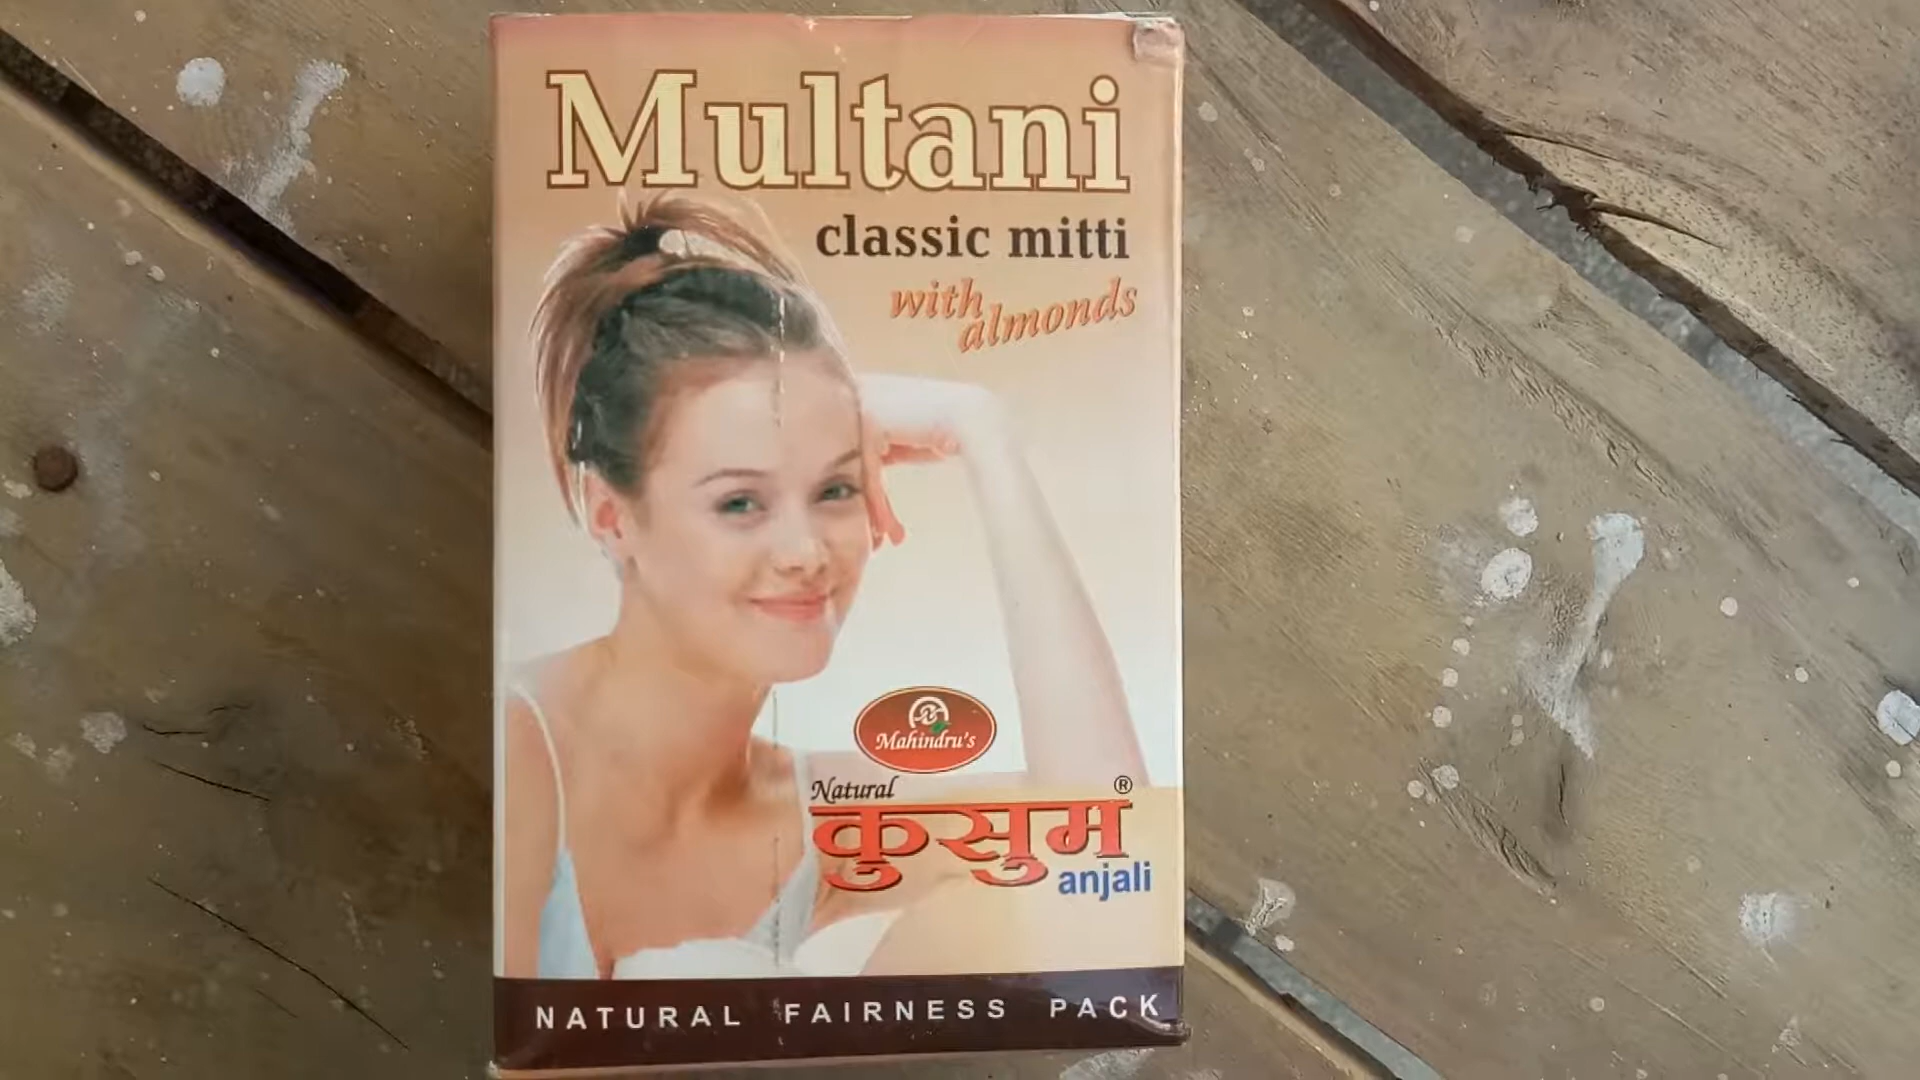 Multani
classic mitti
with
almonds
Mahindru's
Natural
कुसुम ®
anjali
NATURAL FAIRNESS PACK